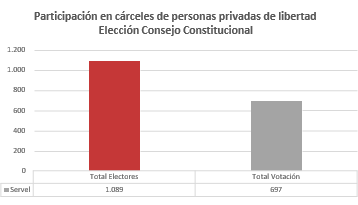 Participación en cárceles de personas privadas de libertad
Elección Consejo Constitucional
1.200
1.000
800
600
400
200
0
Total Electores Total Votación
Servel 1.089 697